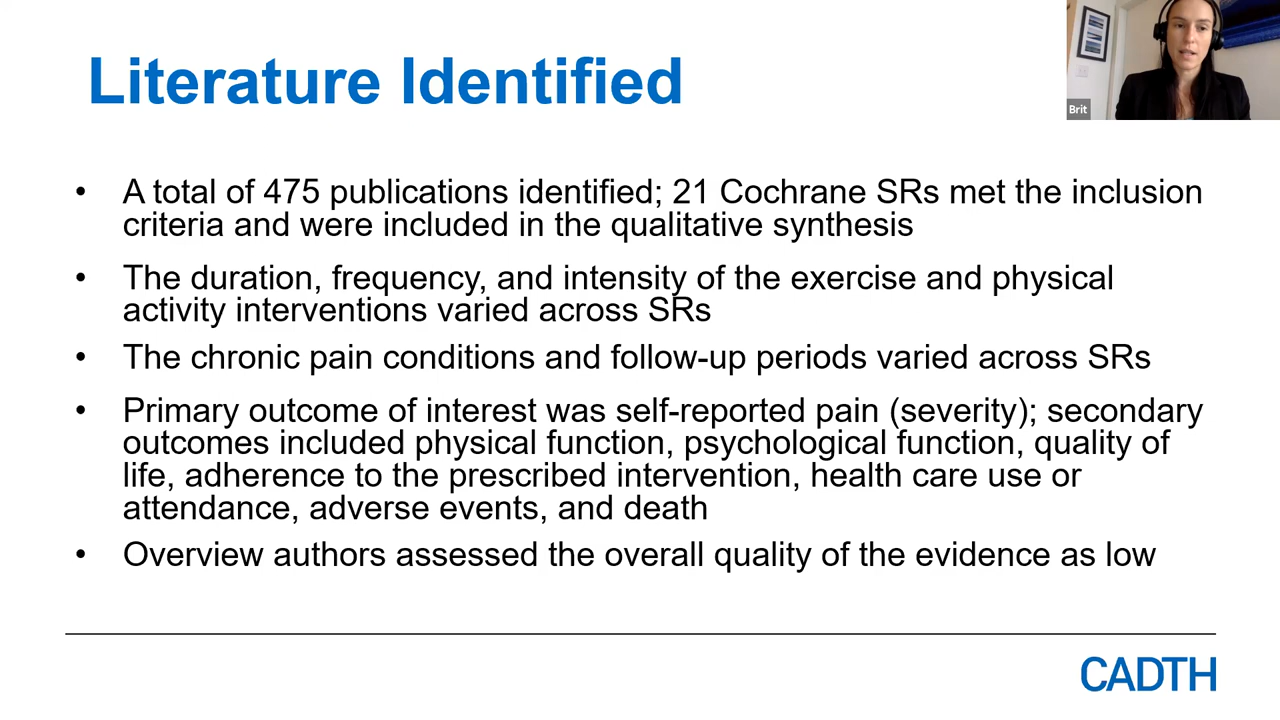 Literature Identified
Brit
• A total of 475 publications identified; 21 Cochrane SRs met the inclusion
criteria and were included in the qualitative synthesis
• The duration, frequency, and intensity of the exercise and physical
activity interventions varied across SRs
• The chronic pain conditions and follow-up periods varied across SRs
• Primary outcome of interest was self-reported pain (severity); secondary
outcomes included physical function, psychological function, quality of
life, adherence to the prescribed intervention, health care use or
attendance, adverse events, and death
• Overview authors assessed the overall quality of the evidence as low
CADTH